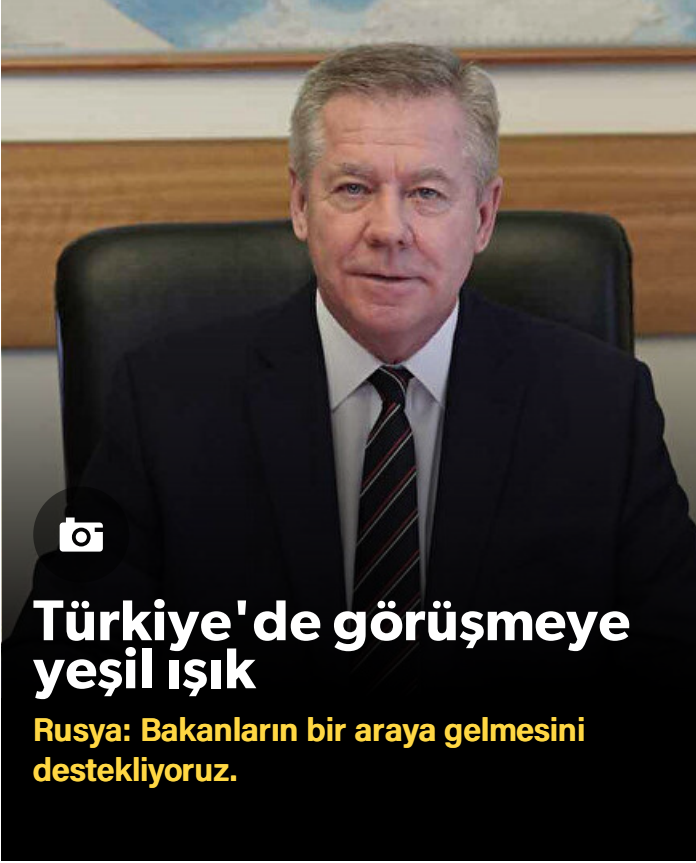 Türkiye'de görüşmeye
yeşil ışık
Rusya: Bakanların bir araya gelmesini
destekliyoruz.